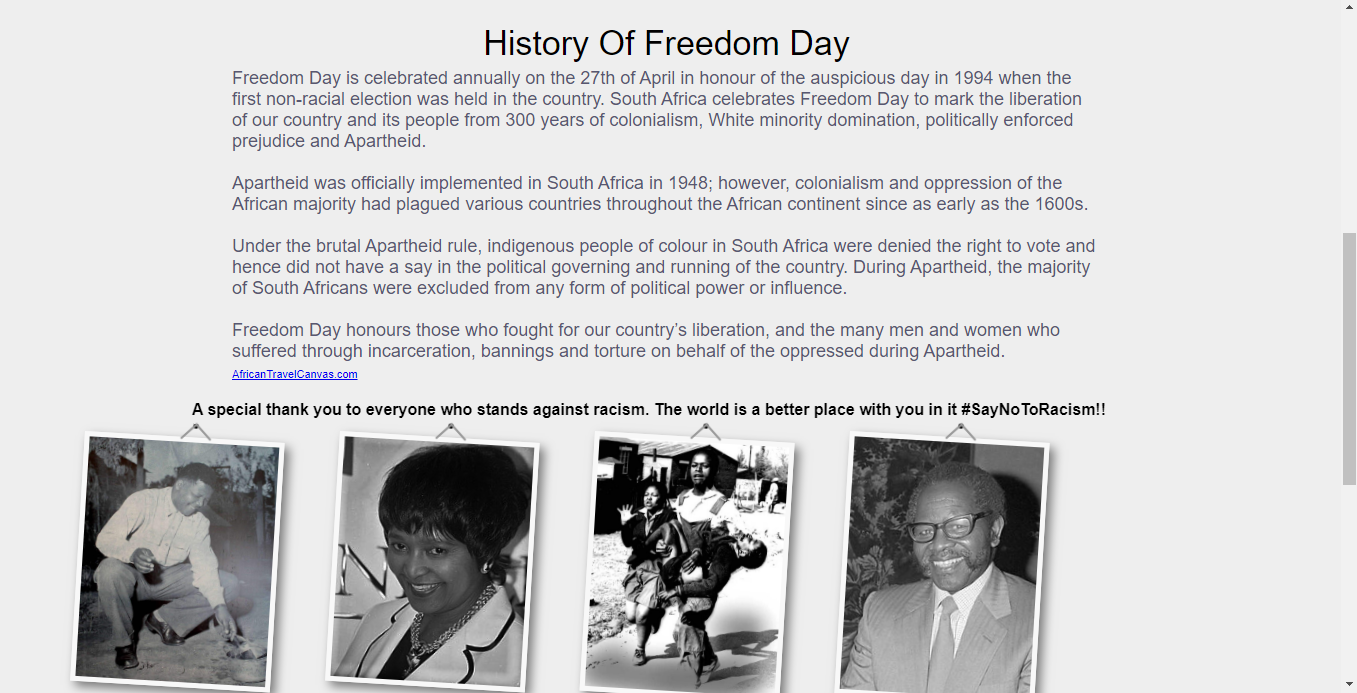 History Of Freedom Day
Freedom Day is celebrated annually on the 27th of April in honour of the auspicious day in 1994 when the
first non-racial election was held in the country. South Africa celebrates Freedom Day to mark the liberation
of our country and its people from 300 years of colonialism, White minority domination, politically enforced
prejudice and Apartheid.
Apartheid was officially implemented in South Africa in 1948; however, colonialism and oppression of the
African majority had plagued various countries throughout the African continent since as early as the 1600s.
Under the brutal Apartheid rule, indigenous people of colour in South Africa were denied the right to vote and
hence did not have a say in the political governing and running of the country. During Apartheid, the majority
of South Africans were excluded from any form of political power or influence.
Freedom Day honours those who fought for our country’s liberation, and the many men and women who
suffered through incarceration, bannings and torture on behalf of the oppressed during Apartheid.
AfricanTravelCanvas.com
A special thank you to everyone who stands against racism. The world is a better place with you in it #SayNoToRacism!!